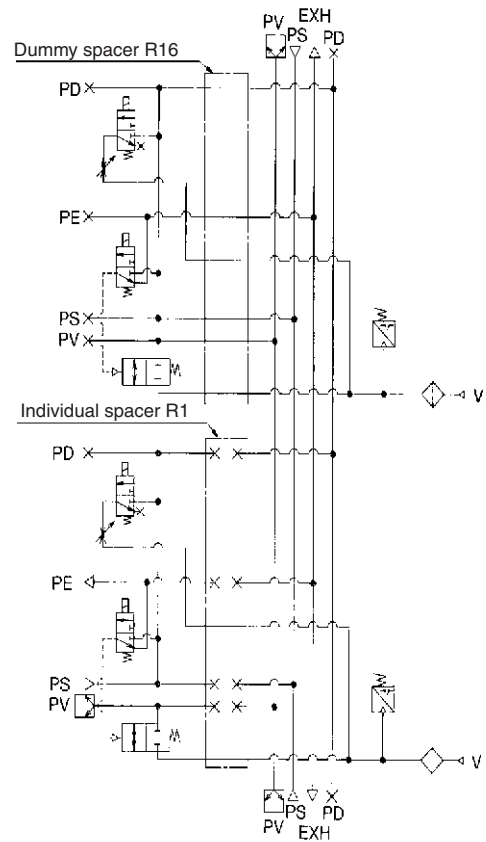 PV PS EXH PD
Dummy spacer R16
PD
PE
PS
PV
V
Individual spacer R1
PD
PE
PS
PV
V
PV PS EXH PD